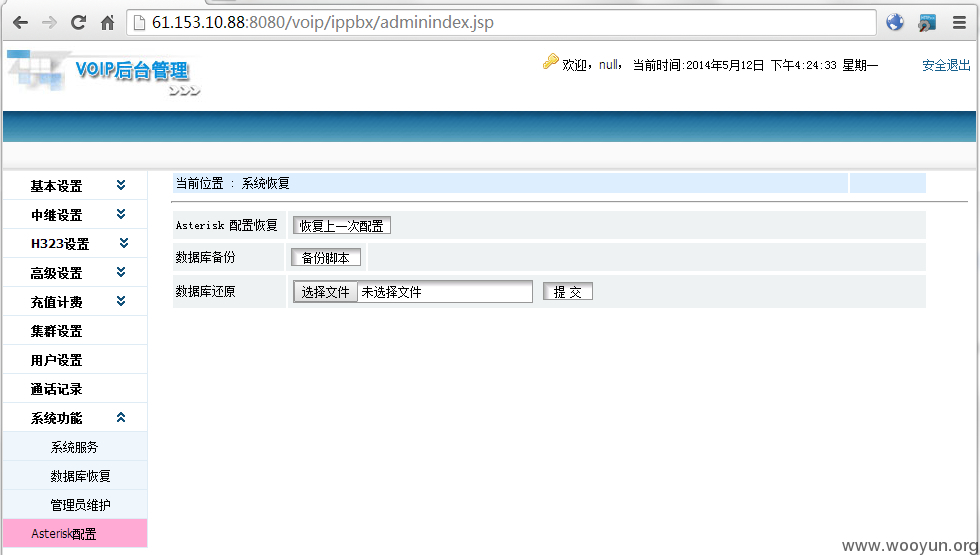 61.153.10.88:8080/voip/ippbx/adminindex.jsp
VOIP后台管理
欢迎，null， 当前时间:2014年5月12日 下午4:24:33 星期一
安全退出
基本设置
中维设置
H323设置
高级设置
充值计费
集群设置
用户设置
通话记录
系统功能
系统服务
数据库恢复
管理员维护
Asterisk配置
当前位置 : 系统恢复
Asterisk 配置恢复 恢复上一次配置
数据库备份 备份脚本
数据库还原 选择文件 未选择文件 提 交
www.wooyun.org